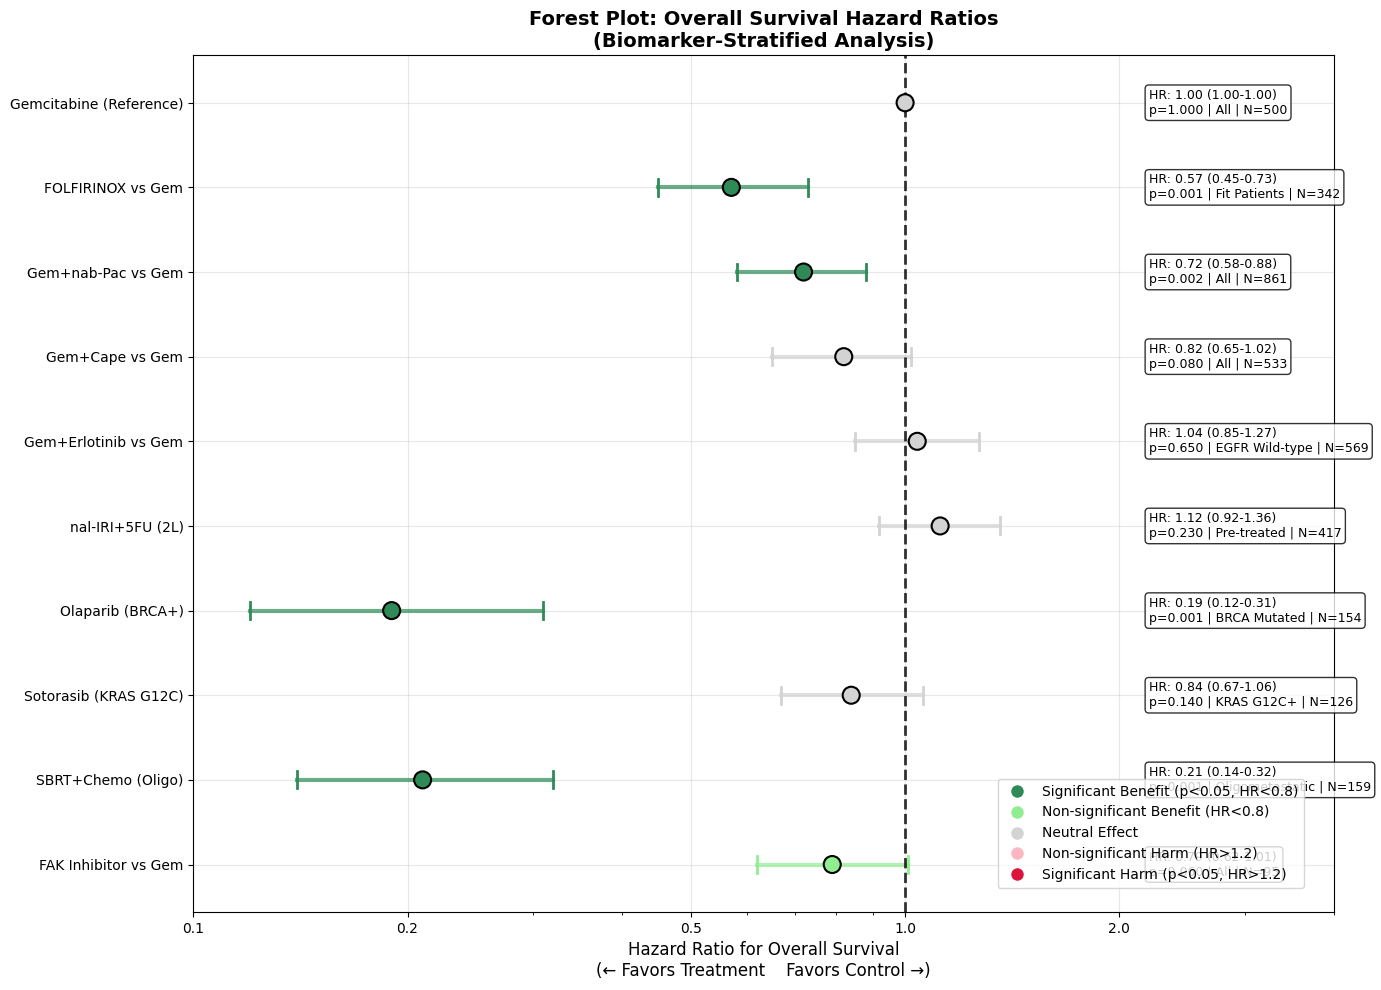 Forest Plot: Overall Survival Hazard Ratios
(Biomarker-Stratified Analysis)
Gemcitabine (Reference)
HR: 1.00 (1.00-1.00)
p=1.000 | All | N=500
FOLFIRINOX vs Gem
HR: 0.57 (0.45-0.73)
p=0.001 | Fit Patients | N=342
Gem+nab-Pac vs Gem
HR: 0.72 (0.58-0.88)
p=0.002 | All | N=861
Gem+Cape vs Gem
HR: 0.82 (0.65-1.02)
p=0.080 | All | N=533
Gem+Erlotinib vs Gem
HR: 1.04 (0.85-1.27)
p=0.650 | EGFR Wild-type | N=569
nal-IRI+5FU (2L)
HR: 1.12 (0.92-1.36)
p=0.230 | Pre-treated | N=417
Olaparib (BRCA+)
HR: 0.19 (0.12-0.31)
p=0.001 | BRCA Mutated | N=154
Sotorasib (KRAS G12C)
HR: 0.84 (0.67-1.06)
p=0.140 | KRAS G12C+ | N=126
SBRT+Chemo (Oligo)
HR: 0.21 (0.14-0.32)
p=0.001 | Oligometastatic | N=159
Significant Benefit (p<0.05, HR<0.8)
Non-significant Benefit (HR<0.8)
Neutral Effect
Non-significant Harm (HR>1.2)
Significant Harm (p<0.05, HR>1.2)
FAK Inhibitor vs Gem
0.1 0.2 0.5 1.0 2.0
Hazard Ratio for Overall Survival
(← Favors Treatment Favors Control →)